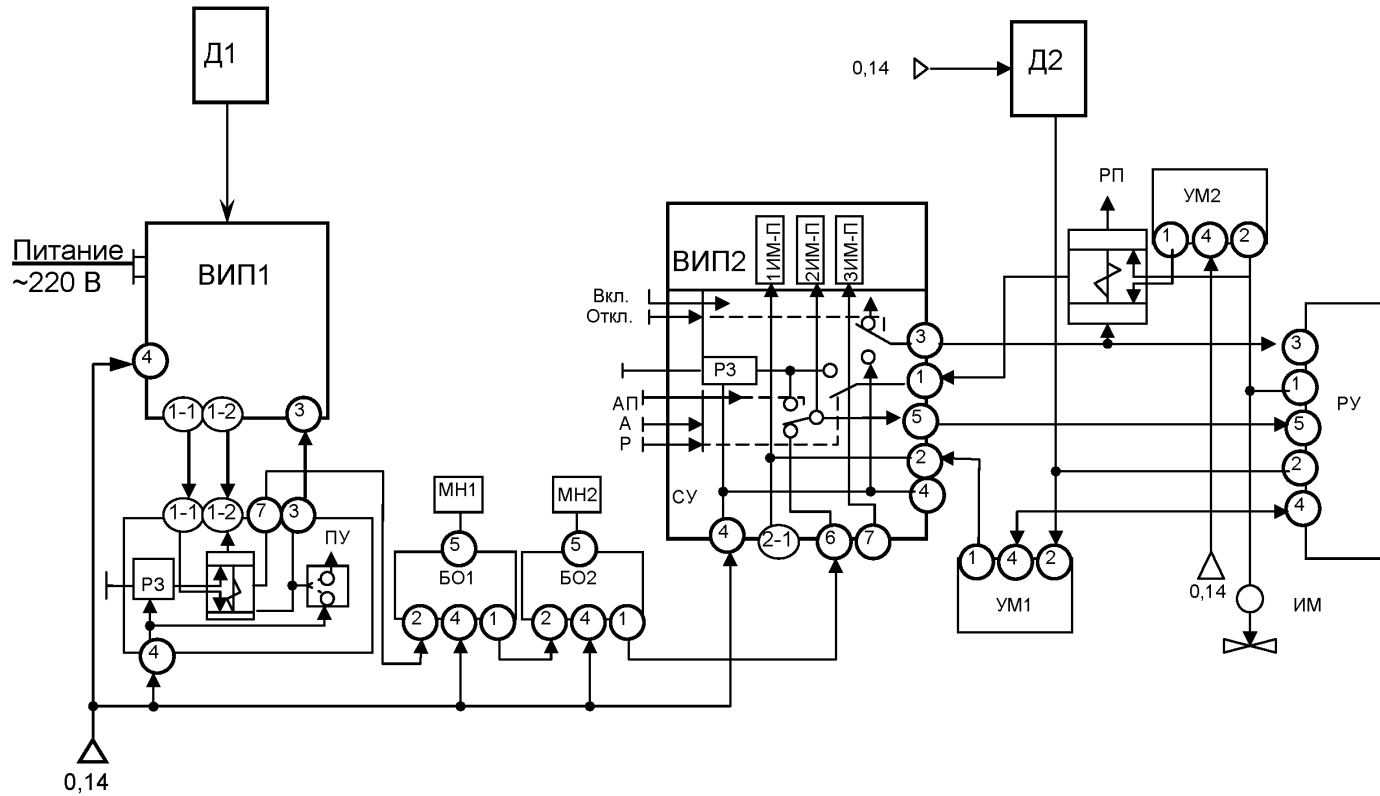 Д1
0,14
Д2
РП
УМ2
1
4
2
Питание
~220 В
ВИП1
4
1-1
1-2
3
ВИП2
1ИМ-П
2ИМ-П
3ИМ-П
Вкл.
Откл.
РЗ
АП
А
Р
СУ
3
1
5
2
4
4
2-1
6
7
3
1
5
2
4
РУ
1-1
1-2
7
3
ПУ
РЗ
4
МН1
5
БО1
2
4
1
МН2
5
БО2
2
4
1
1
4
2
УМ1
0,14
ИМ
0,14